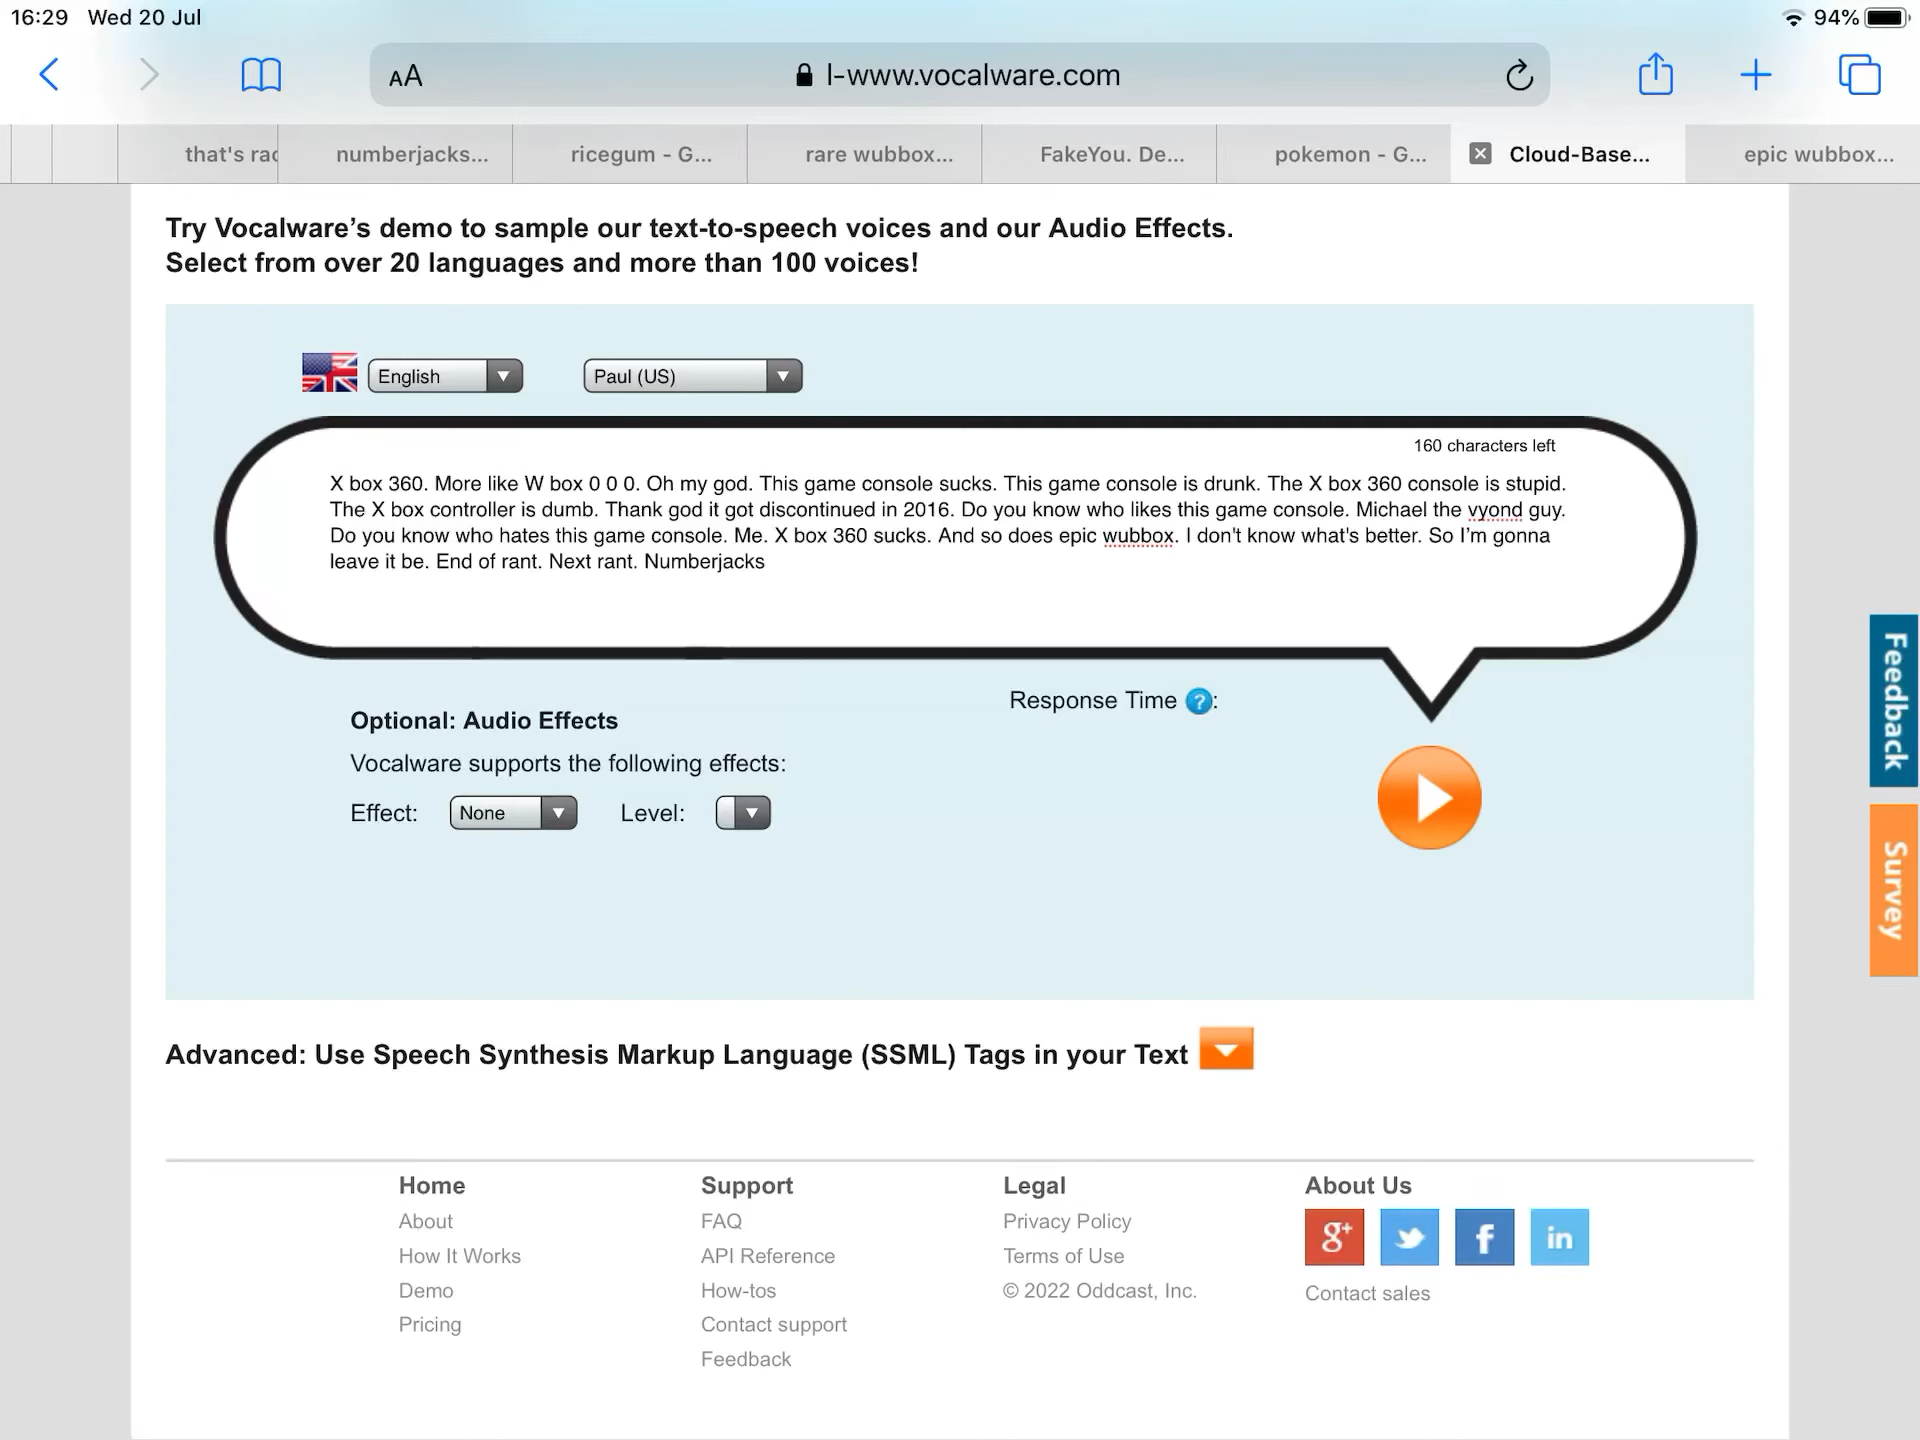 16:29 Wed 20 Jul
94%
AA
l-www.vocalware.com
that's rac
numberjacks...
ricegum - G...
rare wubbox...
FakeYou. De...
pokemon - G...
Cloud-Base...
epic wubbox...
Try Vocalware’s demo to sample our text-to-speech voices and our Audio Effects.
Select from over 20 languages and more than 100 voices!
English
Paul (US)
160 characters left
X box 360. More like W box 0 0 0. Oh my god. This game console sucks. This game console is drunk. The X box 360 console is stupid.
The X box controller is dumb. Thank god it got discontinued in 2016. Do you know who likes this game console. Michael the vyond guy.
Do you know who hates this game console. Me. X box 360 sucks. And so does epic wubbox. I don't know what's better. So I’m gonna
leave it be. End of rant. Next rant. Numberjacks
Response Time ?:
Optional: Audio Effects
Vocalware supports the following effects:
Effect: None Level:
Feedback
Survey
Advanced: Use Speech Synthesis Markup Language (SSML) Tags in your Text
Home
About
How It Works
Demo
Pricing
Support
FAQ
API Reference
How-tos
Contact support
Feedback
Legal
Privacy Policy
Terms of Use
© 2022 Oddcast, Inc.
About Us
g+
f
in
Contact sales